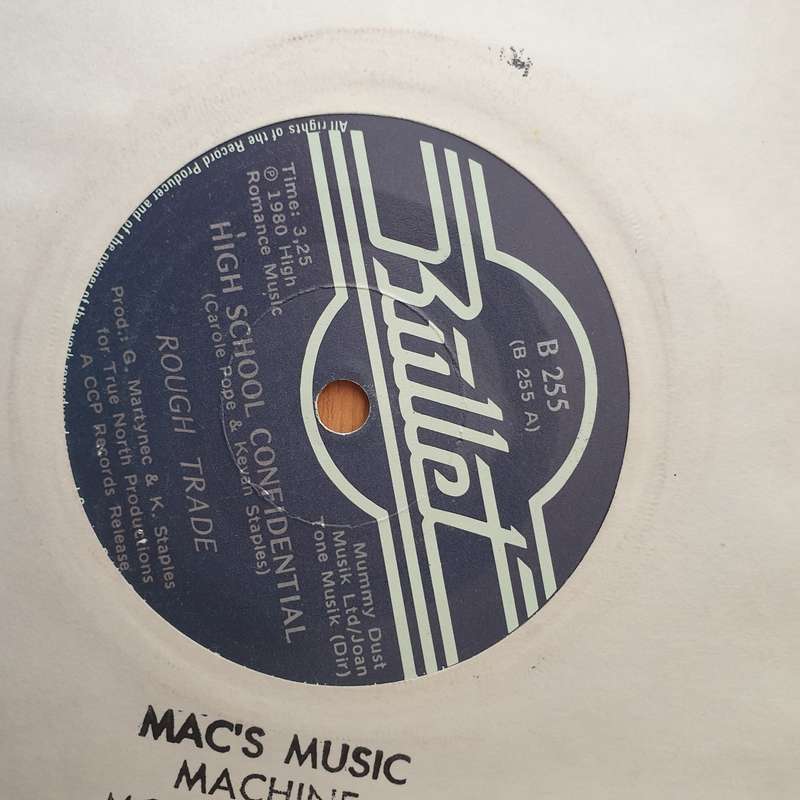 Bullet
B 255
(B 255 A)
Time: 3,25
℗ 1980 High
Romance Music
Mummy Dust
Musik Ltd/Joan
Tone Musik (Dir)
HIGH SCHOOL CONFIDENTIAL
(Carole Pope & Kevan Staples)
ROUGH TRADE
Prod.: G. Martynec & K. Staples
for True North Productions
A CCP Records Release
All rights of the Record Producer and of the owner of the work
MAC'S MUSIC
MACHINE